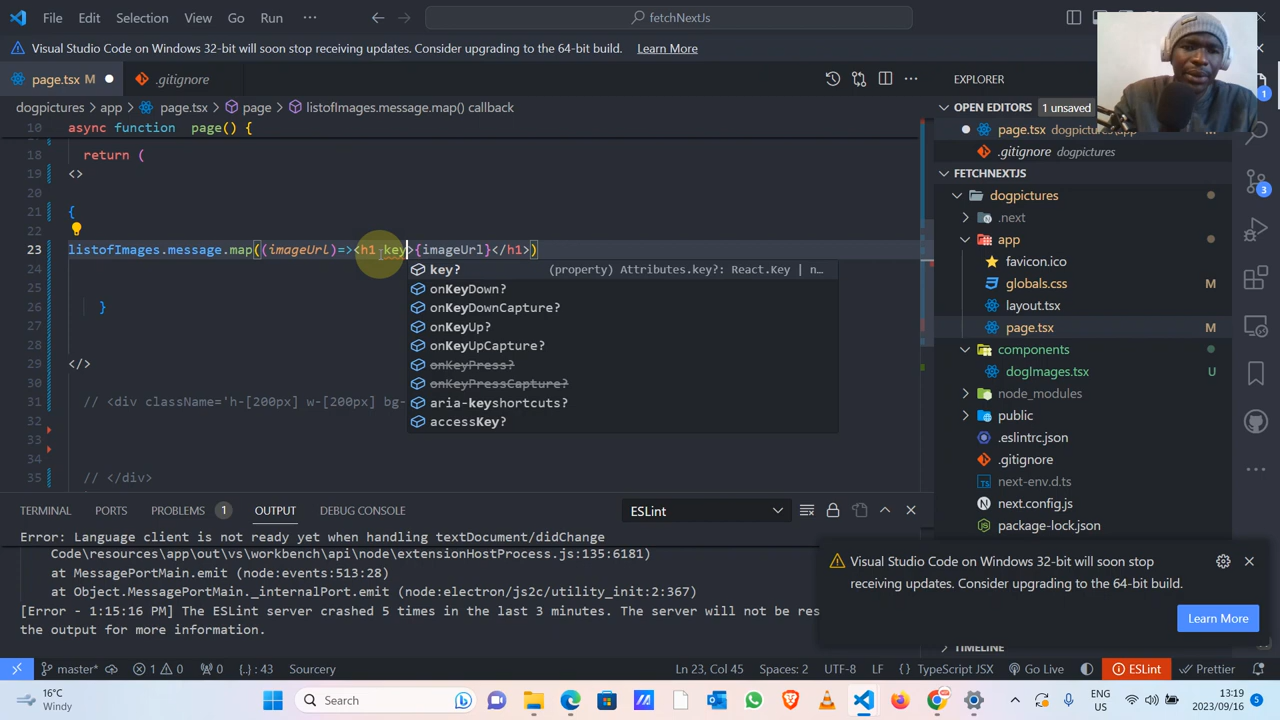 File Edit Selection View Go Run ··· fetchNextJs
Visual Studio Code on Windows 32-bit will soon stop receiving updates. Consider upgrading to the 64-bit build. Learn More
page.tsx M .gitignore
dogpictures > app > page.tsx > page > listofImages.message.map() callback
10 async function page() {
18 return (
19 <>
20
21 {
22
23 listofImages.message.map((imageUrl)=><h1 key>{imageUrl}</h1>)
24
25
26 }
27
28
29 </>
30
31 // <div className='h-[200px] w-[200px] bg-
32
33
34
35 // </div>
key? (property) Attributes.key?: React.Key | n...
onKeyDown?
onKeyDownCapture?
onKeyUp?
onKeyUpCapture?
onKeyPress?
onKeyPressCapture?
aria-keyshortcuts?
accessKey?
TERMINAL PORTS PROBLEMS 1 OUTPUT DEBUG CONSOLE ESLint
Error: Language client is not ready yet when handling textDocument/didChange
Code\resources\app\out\vs\workbench\api\node\extensionHostProcess.js:135:6181)
at MessagePortMain.emit (node:events:513:28)
at Object.MessagePortMain._internalPort.emit (node:electron/js2c/utility_init:2:367)
[Error - 1:15:16 PM] The ESLint server crashed 5 times in the last 3 minutes. The server will not be res
the output for more information.
EXPLORER
OPEN EDITORS 1 unsaved
page.tsx dogpictures\app
.gitignore dogpictures
FETCHNEXTJS
dogpictures
.next
app
favicon.ico
globals.css M
layout.tsx
page.tsx M
components
dogImages.tsx U
node_modules
public
.eslintrc.json
.gitignore
next-env.d.ts
next.config.js
package-lock.json
TIMELINE
1
3
Visual Studio Code on Windows 32-bit will soon stop
receiving updates. Consider upgrading to the 64-bit build.
Learn More
master* 1 0 0 {..} : 43 Sourcery Ln 23, Col 45 Spaces: 2 UTF-8 LF TypeScript JSX Go Live ESLint Prettier
16°C
Windy
Search
ENG
US
13:19
2023/09/16
5